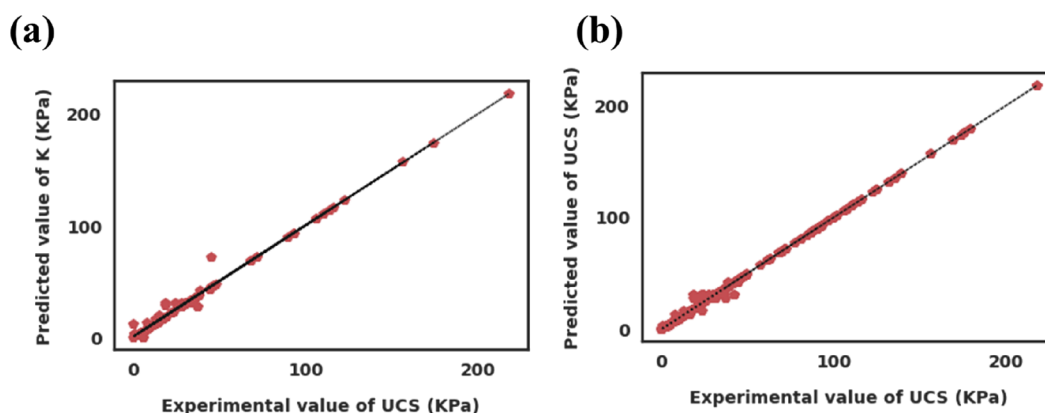 (a)
(b)
Predicted value of K (KPa)
200
100
0
0
100
200
Experimental value of UCS (KPa)
Predicted value of UCS (KPa)
200
100
0
0
100
200
Experimental value of UCS (KPa)